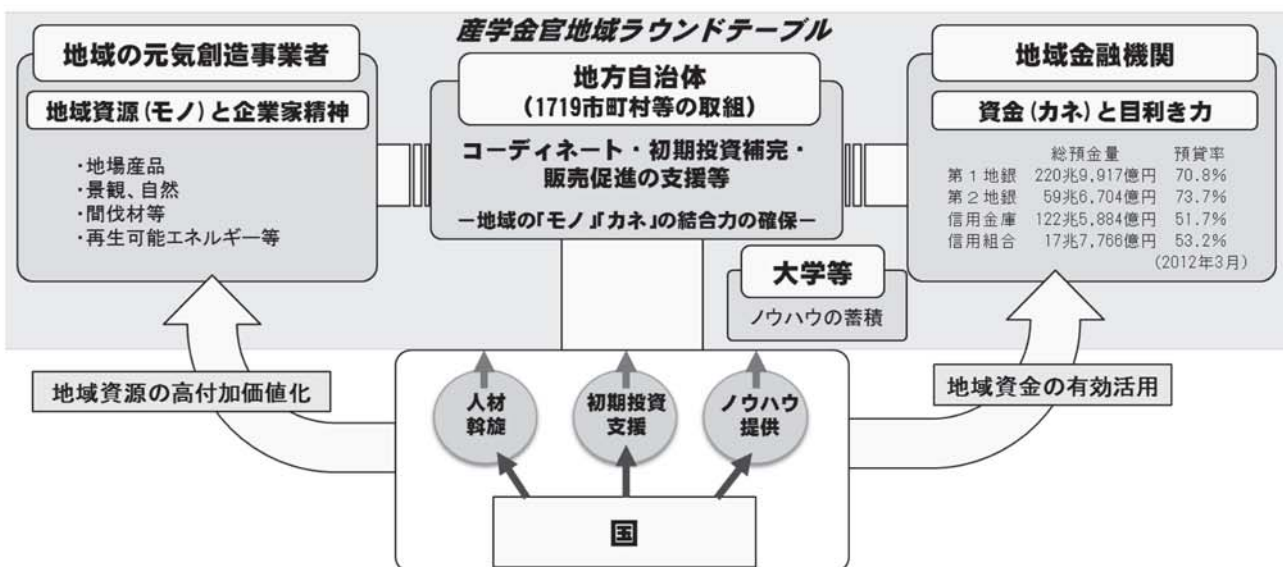 産学金官地域ラウンドテーブル
地域の元気創造事業者
地域資源(モノ)と企業家精神
・地場産品
・景観、自然
・間伐材等
・再生可能エネルギー等
地方自治体
(1719市町村等の取組)
コーディネート・初期投資補完・
販売促進の支援等
－地域の「モノ」「カネ」の結合力の確保－
大学等
ノウハウの蓄積
地域金融機関
資金(カネ)と目利き力
総預金量 預貸率
第1地銀 220兆9,917億円 70.8%
第2地銀 59兆6,704億円 73.7%
信用金庫 122兆5,884億円 51.7%
信用組合 17兆7,766億円 53.2%
(2012年3月)
地域資源の高付加価値化
人材
斡旋
初期投資
支援
ノウハウ
提供
地域資金の有効活用
国